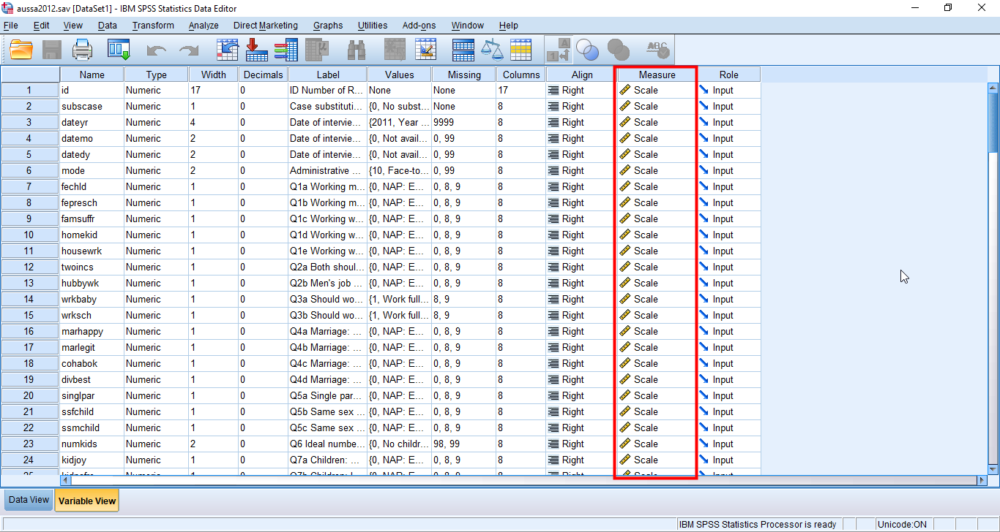 aussa2012.sav [DataSet1] - IBM SPSS Statistics Data Editor
File Edit View Data Transform Analyze Direct Marketing Graphs Utilities Add-ons Window Help
Name Type Width Decimals Label Values Missing Columns Align Measure Role
1 id Numeric 17 0 ID Number of R... None None 17 Right Scale Input
2 subscase Numeric 1 0 Case substituti... {0, No subst... None 8 Right Scale Input
3 dateyr Numeric 4 0 Date of intervie... {2011, Year ... 9999 8 Right Scale Input
4 datemo Numeric 2 0 Date of intervie... {0, Not avail... 0, 99 8 Right Scale Input
5 datedy Numeric 2 0 Date of intervie... {0, Not avail... 0, 99 8 Right Scale Input
6 mode Numeric 2 0 Administrative ... {10, Face-to... 0, 99 8 Right Scale Input
7 fechld Numeric 1 0 Q1a Working m... {0, NAP: E... 0, 8, 9 8 Right Scale Input
8 fepresch Numeric 1 0 Q1b Working m... {0, NAP: E... 0, 8, 9 8 Right Scale Input
9 famsuffr Numeric 1 0 Q1c Working w... {0, NAP: E... 0, 8, 9 8 Right Scale Input
10 homekid Numeric 1 0 Q1d Working w... {0, NAP: E... 0, 8, 9 8 Right Scale Input
11 housewrk Numeric 1 0 Q1e Working w... {0, NAP: E... 0, 8, 9 8 Right Scale Input
12 twoincs Numeric 1 0 Q2a Both shoul... {0, NAP: E... 0, 8, 9 8 Right Scale Input
13 hubbywk Numeric 1 0 Q2b Men's job ... {0, NAP: E... 0, 8, 9 8 Right Scale Input
14 wrkbaby Numeric 1 0 Q3a Should wo... {1, Work full... 8, 9 8 Right Scale Input
15 wrksch Numeric 1 0 Q3b Should wo... {1, Work full... 8, 9 8 Right Scale Input
16 marhappy Numeric 1 0 Q4a Marriage: ... {0, NAP: E... 0, 8, 9 8 Right Scale Input
17 marlegit Numeric 1 0 Q4b Marriage: ... {0, NAP: E... 0, 8, 9 8 Right Scale Input
18 cohabok Numeric 1 0 Q4c Marriage: ... {0, NAP: E... 0, 8, 9 8 Right Scale Input
19 divbest Numeric 1 0 Q4d Marriage: ... {0, NAP: E... 0, 8, 9 8 Right Scale Input
20 singlpar Numeric 1 0 Q5a Single par... {0, NAP: E... 0, 8, 9 8 Right Scale Input
21 ssfchild Numeric 1 0 Q5b Same sex ... {0, NAP: E... 0, 8, 9 8 Right Scale Input
22 ssmchild Numeric 1 0 Q5c Same sex ... {0, NAP: E... 0, 8, 9 8 Right Scale Input
23 numkids Numeric 2 0 Q6 Ideal numbe... {0, No childr... 98, 99 8 Right Scale Input
24 kidjoy Numeric 1 0 Q7a Children: ... {0, NAP: E... 0, 8, 9 8 Right Scale Input
Data View Variable View
IBM SPSS Statistics Processor is ready Unicode:ON